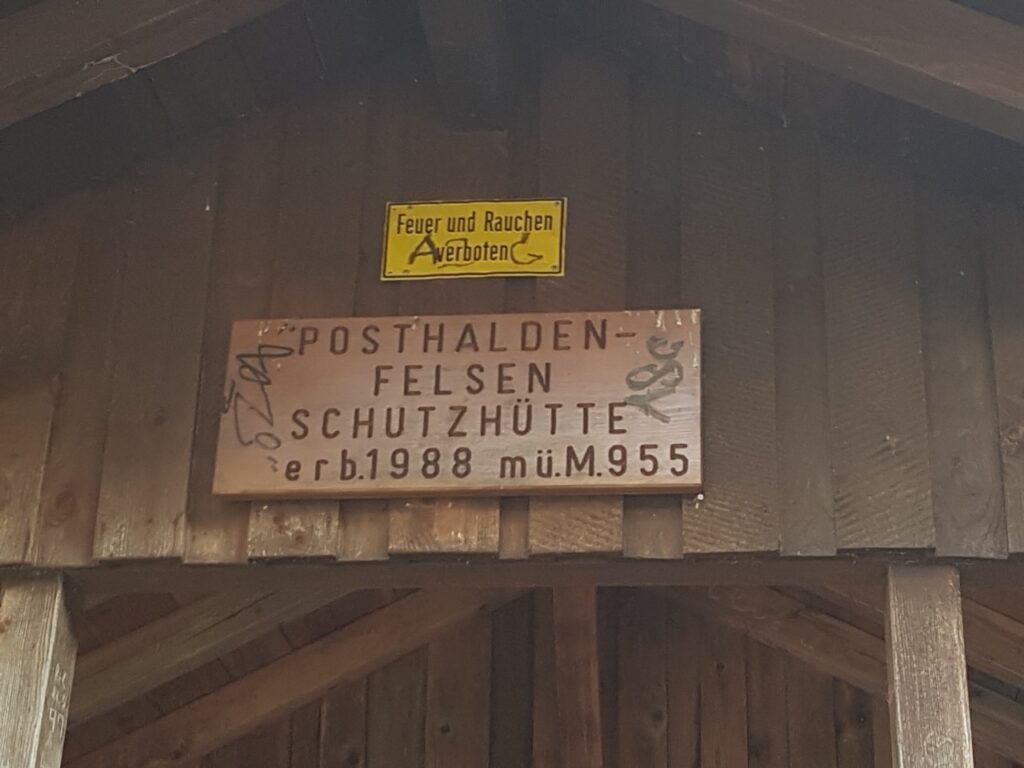 Feuer und Rauchen
verboten
POSTHALDEN-
FELSEN
SCHUTZHÜTTE
erb.1988 mü.M.955